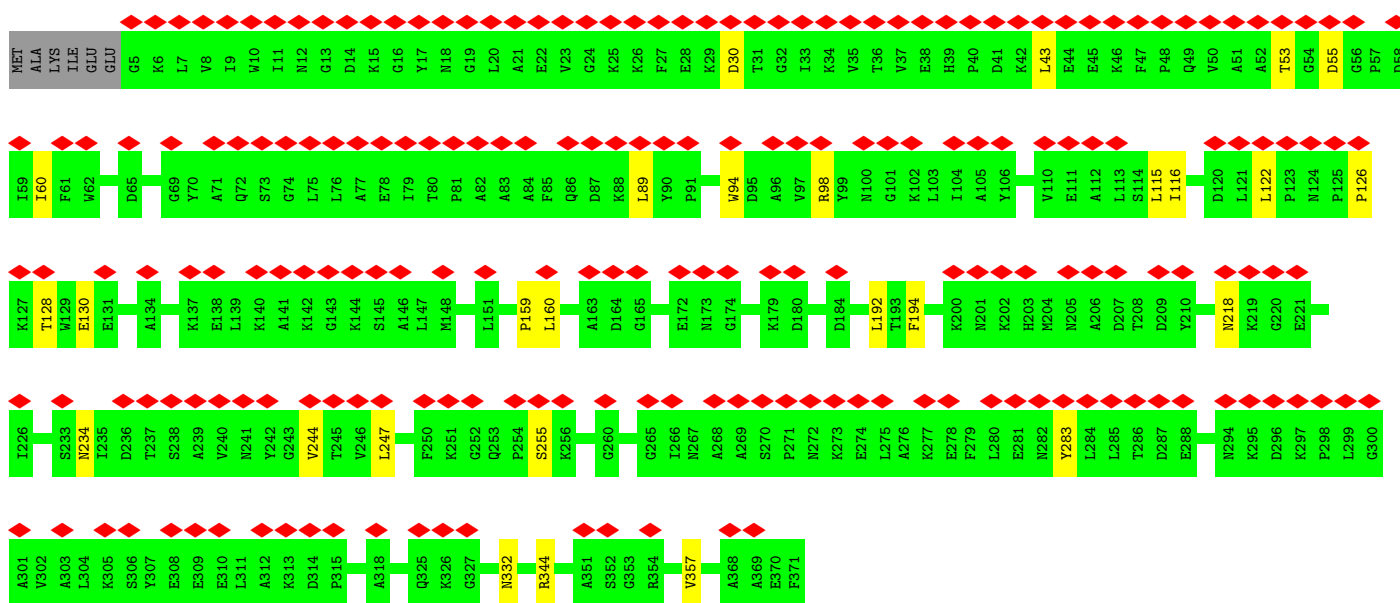 MET ALA LYS ILE GLU GLU G5 K6 L7 V8 I9 W10 I11 N12 G13 D14 K15 G16 Y17 N18 G19 L20 A21 E22 V23 G24 K25 K26 F27 E28 K29 D30 T31 G32 I33 K34 V35 T36 V37 E38 H39 P40 D41 K42 L43 E44 E45 K46 F47 P48 Q49 V50 A51 A52 T53 G54 D55 G56 P57 D58
I59 I60 F61 W62 D65 G69 Y70 A71 Q72 S73 G74 L75 L76 A77 E78 I79 T80 P81 A82 A83 A84 F85 Q86 D87 K88 L89 Y90 P91 W94 D95 A96 V97 R98 Y99 N100 G101 K102 L103 I104 A105 Y106 V110 E111 A112 L113 S114 L115 I116 D120 L121 L122 P123 N124 P125 P126
K127 T128 W129 E130 E131 A134 K137 E138 L139 K140 A141 K142 G143 K144 S145 A146 L147 M148 L151 P159 L160 A163 D164 G165 E172 N173 G174 K179 D180 D184 L192 T193 F194 K200 N201 K202 H203 M204 N205 A206 D207 T208 D209 Y210 N218 K219 G220 E221
I226 S233 N234 I235 D236 T237 S238 A239 V240 N241 Y242 G243 V244 T245 V246 L247 F250 K251 G252 Q253 P254 S255 K256 G260 G265 I266 N267 A268 A269 S270 P271 N272 K273 E274 L275 A276 K277 E278 F279 L280 E281 N282 Y283 L284 L285 T286 D287 E288 N294 K295 D296 K297 P298 L299 G300
A301 V302 A303 L304 K305 S306 Y307 E308 E309 E310 L311 A312 K313 D314 P315 A318 Q325 K326 G327 N332 R344 A351 S352 G353 R354 V357 A368 A369 E370 F371